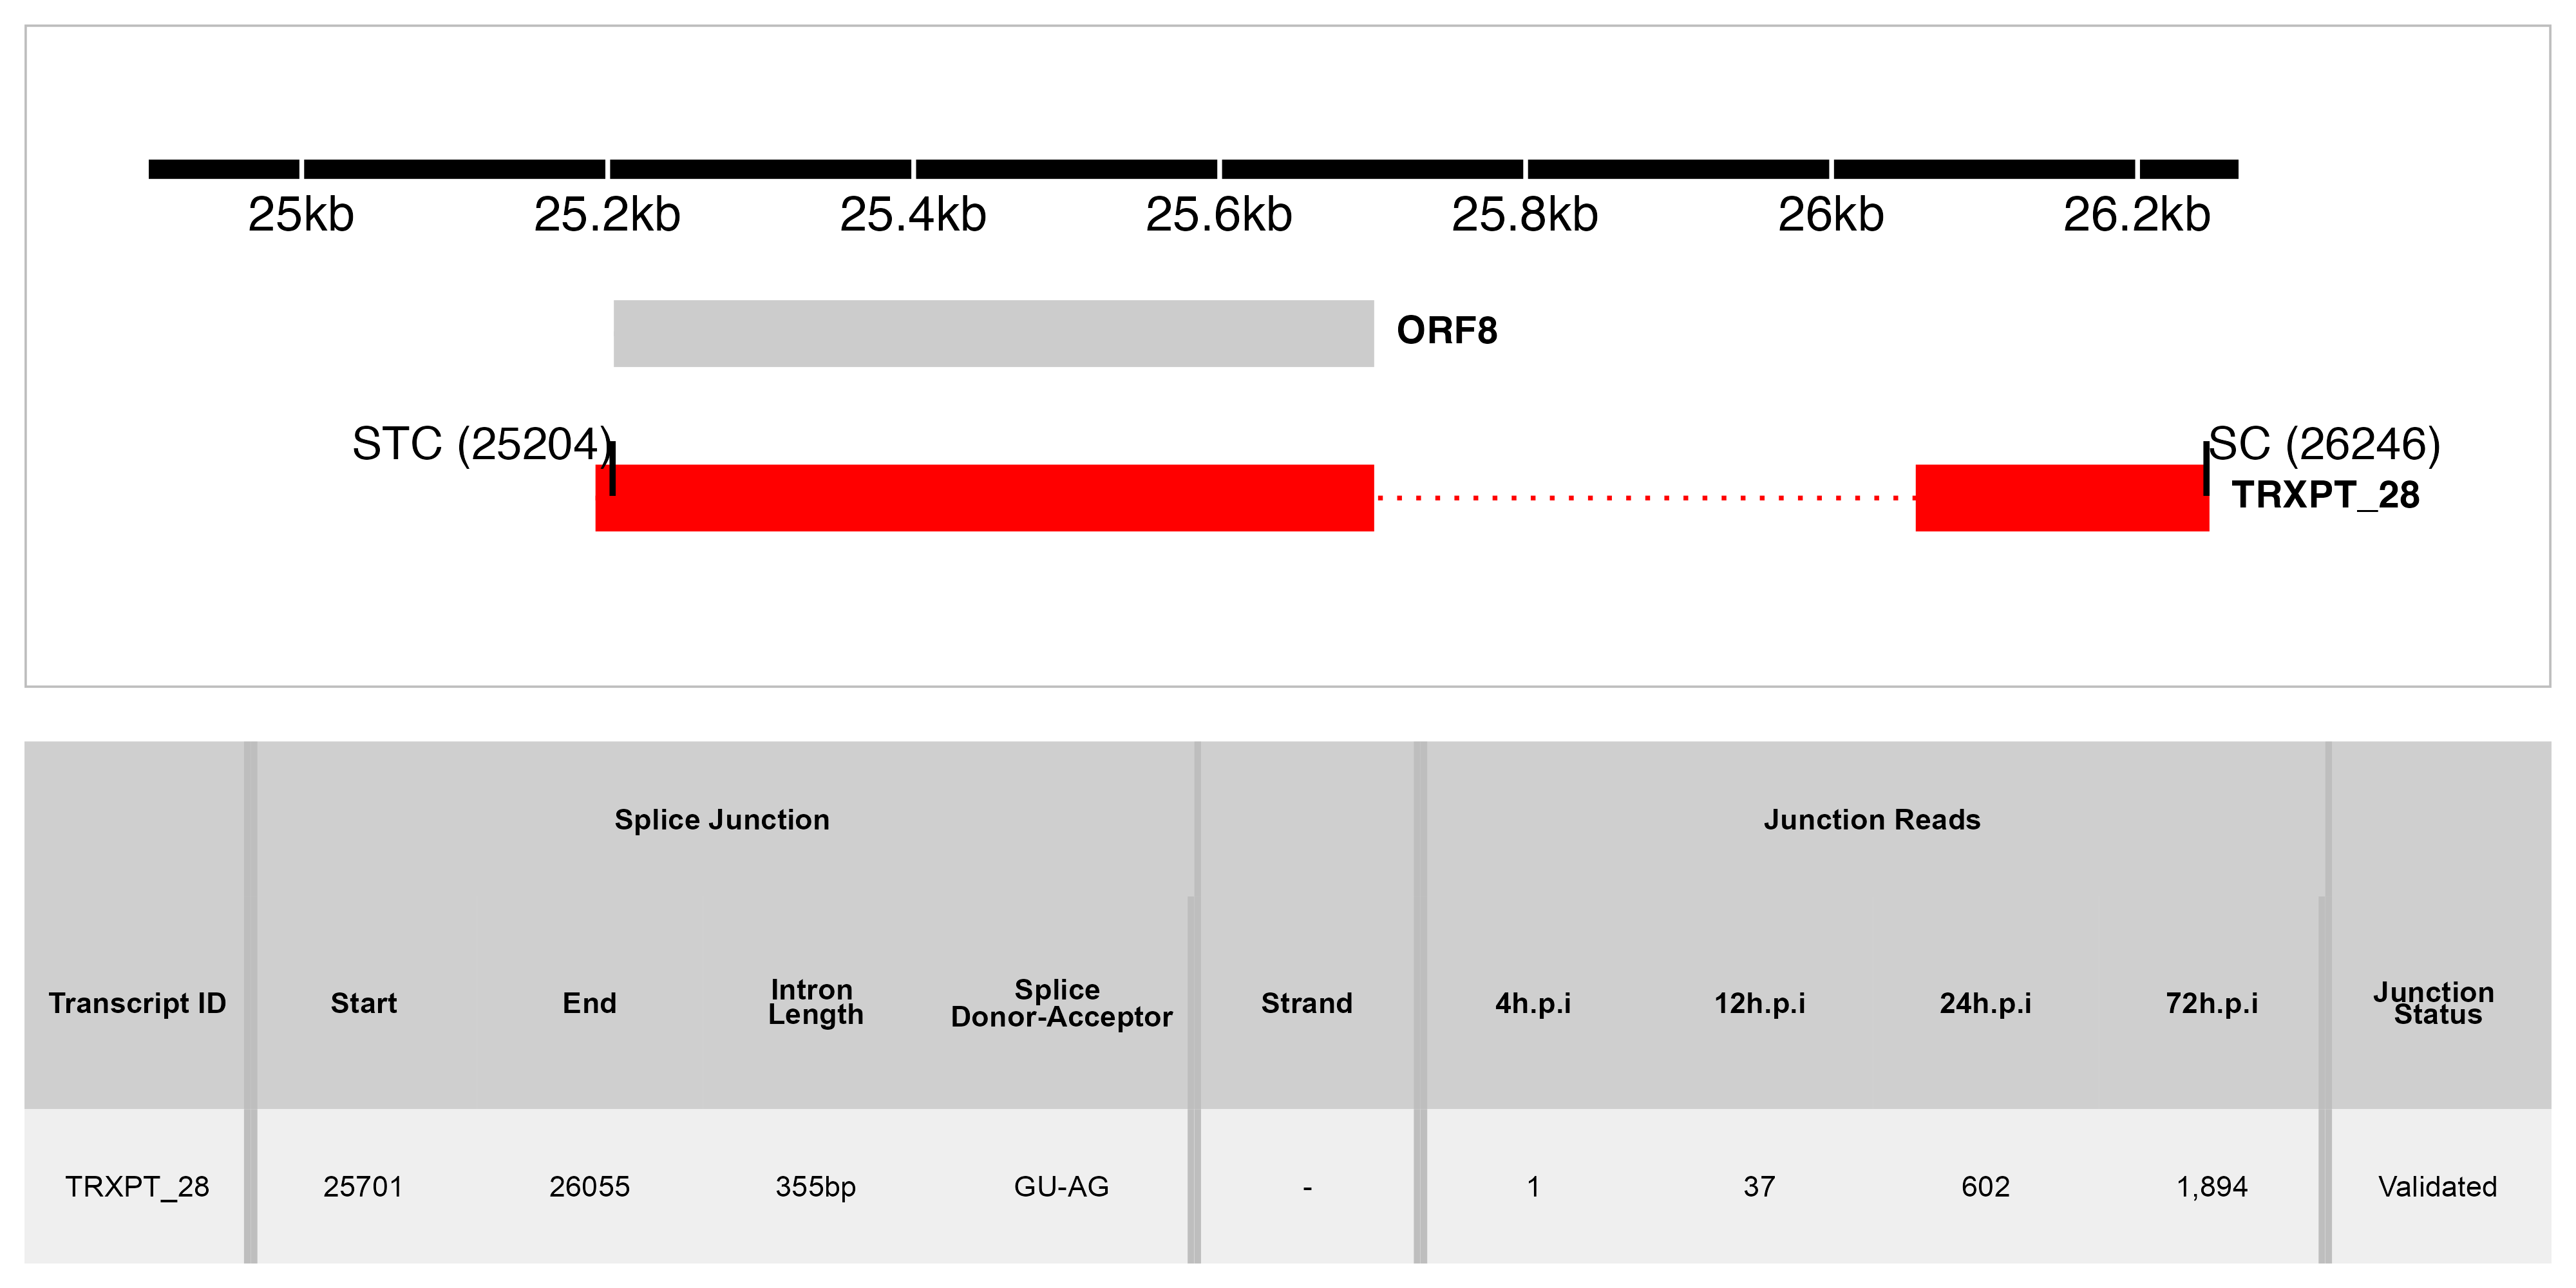 25kb 25.2kb 25.4kb 25.6kb 25.8kb 26kb 26.2kb
ORF8
STC (25204) SC (26246)
TRXPT_28
Splice Junction Junction Reads
Transcript ID Start End Intron Length Splice Donor-Acceptor Strand 4h.p.i 12h.p.i 24h.p.i 72h.p.i Junction Status
TRXPT_28 25701 26055 355bp GU-AG - 1 37 602 1,894 Validated